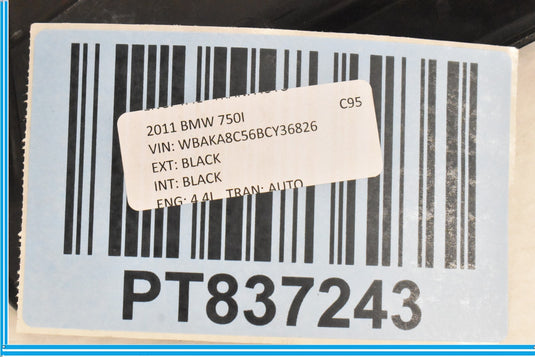 2011 BMW 750I C95
VIN: WBAKA8C56BCY36826
EXT: BLACK
INT: BLACK
ENG: 4.4L TRAN: AUTO
PT837243